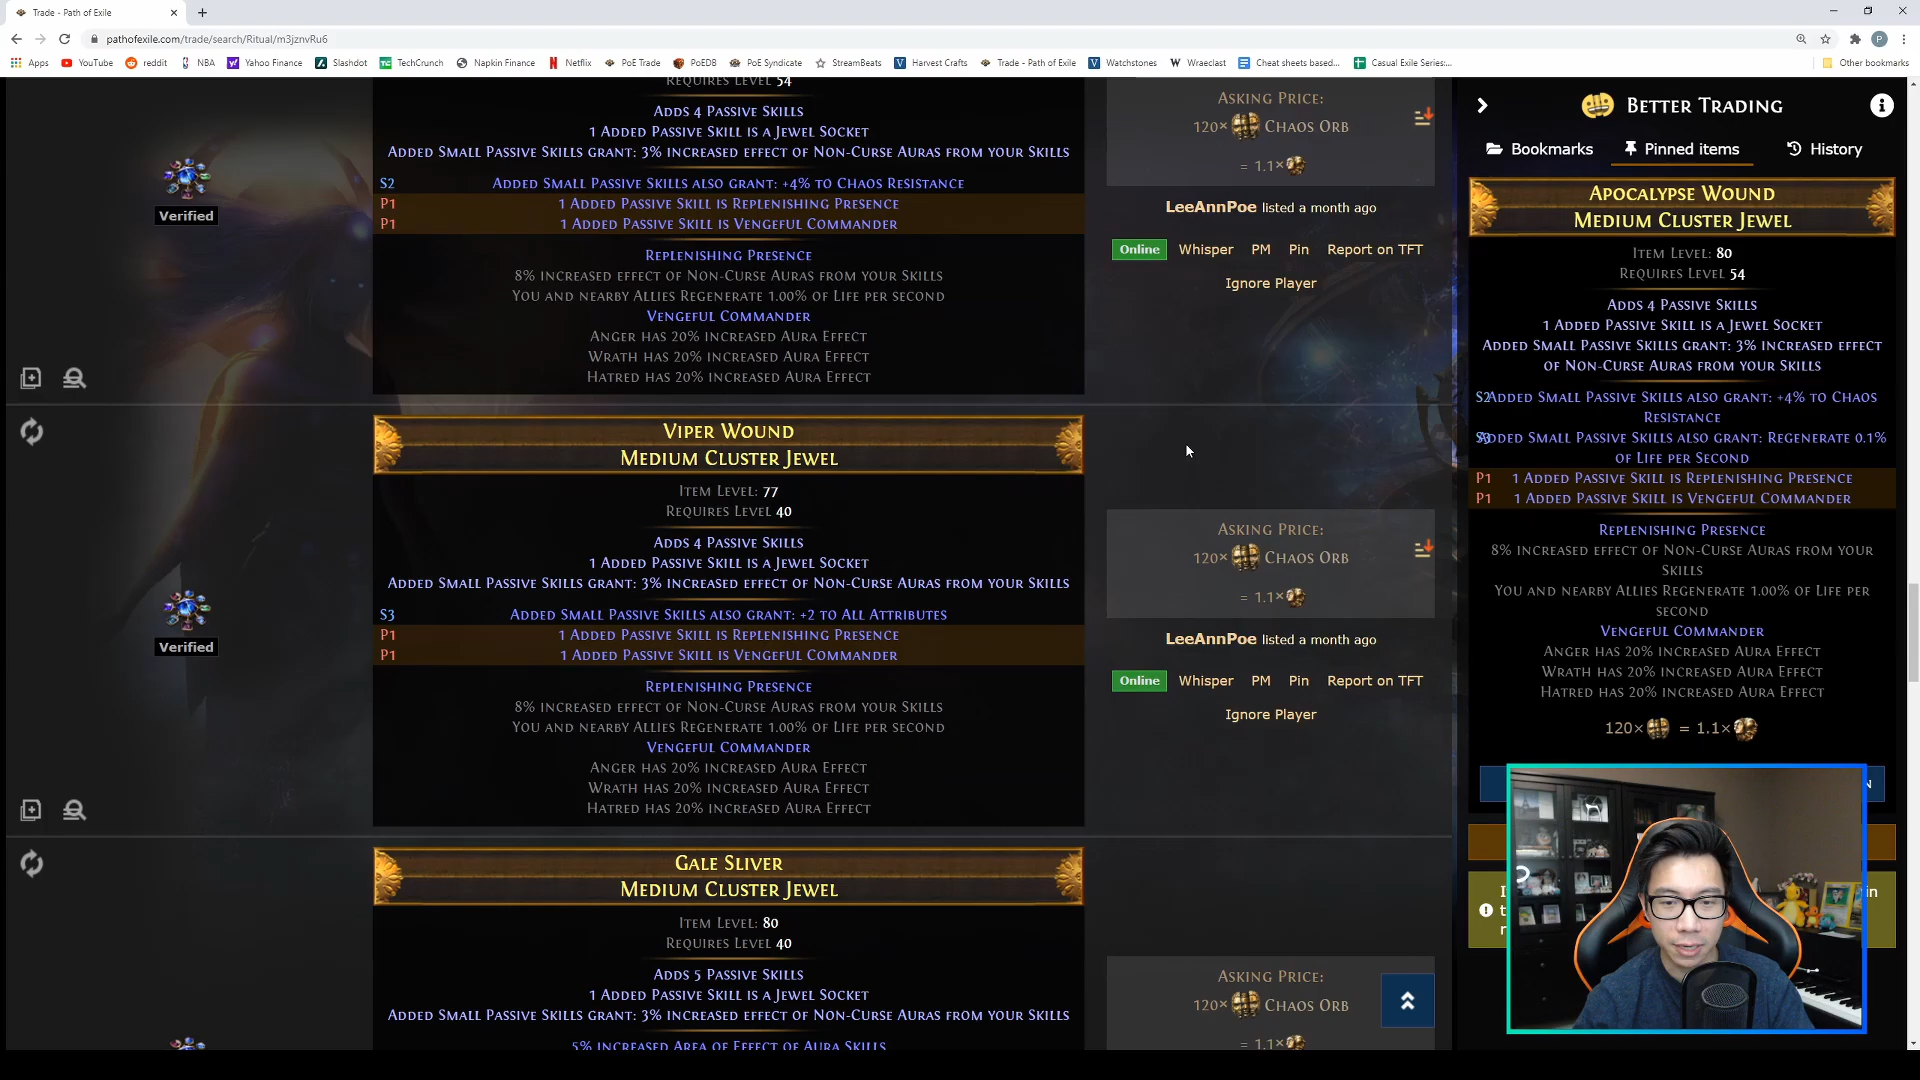 Trade - Path of Exile
pathofexile.com/trade/search/Ritual/m3jznvRu6
P
Apps YouTube reddit NBA Yahoo Finance Slashdot TechCrunch Napkin Finance Netflix PoE Trade PoEDB PoE Syndicate StreamBeats Harvest Crafts Trade - Path of Exile Watchstones Wraeclast Cheat sheets based... Casual Exile Series:... Other bookmarks
Requires Level 54
Adds 4 Passive Skills
1 Added Passive Skill is a Jewel Socket
Added Small Passive Skills grant: 3% increased effect of Non-Curse Auras from your Skills
S2 Added Small Passive Skills also grant: +4% to Chaos Resistance
P1 1 Added Passive Skill is Replenishing Presence
P1 1 Added Passive Skill is Vengeful Commander
Replenishing Presence
8% increased effect of Non-Curse Auras from your Skills
You and nearby Allies Regenerate 1.00% of Life per second
Vengeful Commander
Anger has 20% increased Aura Effect
Wrath has 20% increased Aura Effect
Hatred has 20% increased Aura Effect
Verified
Asking Price:
120× Chaos Orb
= 1.1×
LeeAnnPoe listed a month ago
Online Whisper PM Pin Report on TFT
Ignore Player
Viper Wound
Medium Cluster Jewel
Item Level: 77
Requires Level 40
Adds 4 Passive Skills
1 Added Passive Skill is a Jewel Socket
Added Small Passive Skills grant: 3% increased effect of Non-Curse Auras from your Skills
S3 Added Small Passive Skills also grant: +2 to All Attributes
P1 1 Added Passive Skill is Replenishing Presence
P1 1 Added Passive Skill is Vengeful Commander
Replenishing Presence
8% increased effect of Non-Curse Auras from your Skills
You and nearby Allies Regenerate 1.00% of Life per second
Vengeful Commander
Anger has 20% increased Aura Effect
Wrath has 20% increased Aura Effect
Hatred has 20% increased Aura Effect
Verified
Asking Price:
120× Chaos Orb
= 1.1×
LeeAnnPoe listed a month ago
Online Whisper PM Pin Report on TFT
Ignore Player
Gale Sliver
Medium Cluster Jewel
Item Level: 80
Requires Level 40
Adds 5 Passive Skills
1 Added Passive Skill is a Jewel Socket
Added Small Passive Skills grant: 3% increased effect of Non-Curse Auras from your Skills
5% increased Area of Effect of Aura Skills
Asking Price:
120× Chaos Orb
= 1.1×
Better Trading
Bookmarks Pinned items History
Apocalypse Wound
Medium Cluster Jewel
Item Level: 80
Requires Level 54
Adds 4 Passive Skills
1 Added Passive Skill is a Jewel Socket
Added Small Passive Skills grant: 3% increased effect
of Non-Curse Auras from your Skills
S2 Added Small Passive Skills also grant: +4% to Chaos
Resistance
S3 Added Small Passive Skills also grant: Regenerate 0.1%
of Life per Second
P1 1 Added Passive Skill is Replenishing Presence
P1 1 Added Passive Skill is Vengeful Commander
Replenishing Presence
8% increased effect of Non-Curse Auras from your
Skills
You and nearby Allies Regenerate 1.00% of Life per
second
Vengeful Commander
Anger has 20% increased Aura Effect
Wrath has 20% increased Aura Effect
Hatred has 20% increased Aura Effect
120× = 1.1×
in